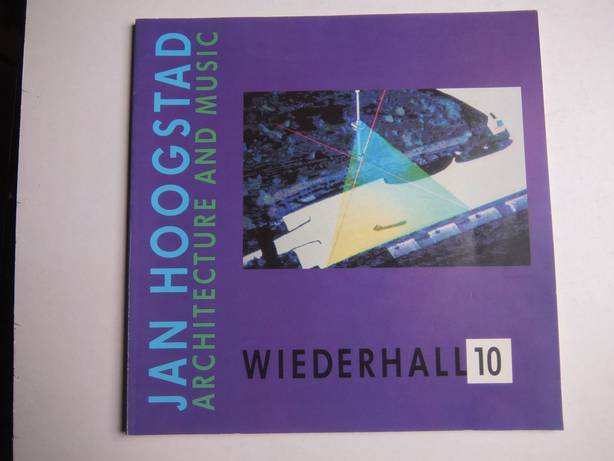 JAN HOOGSTAD
ARCHITECTURE AND MUSIC
WIEDERHALL 10